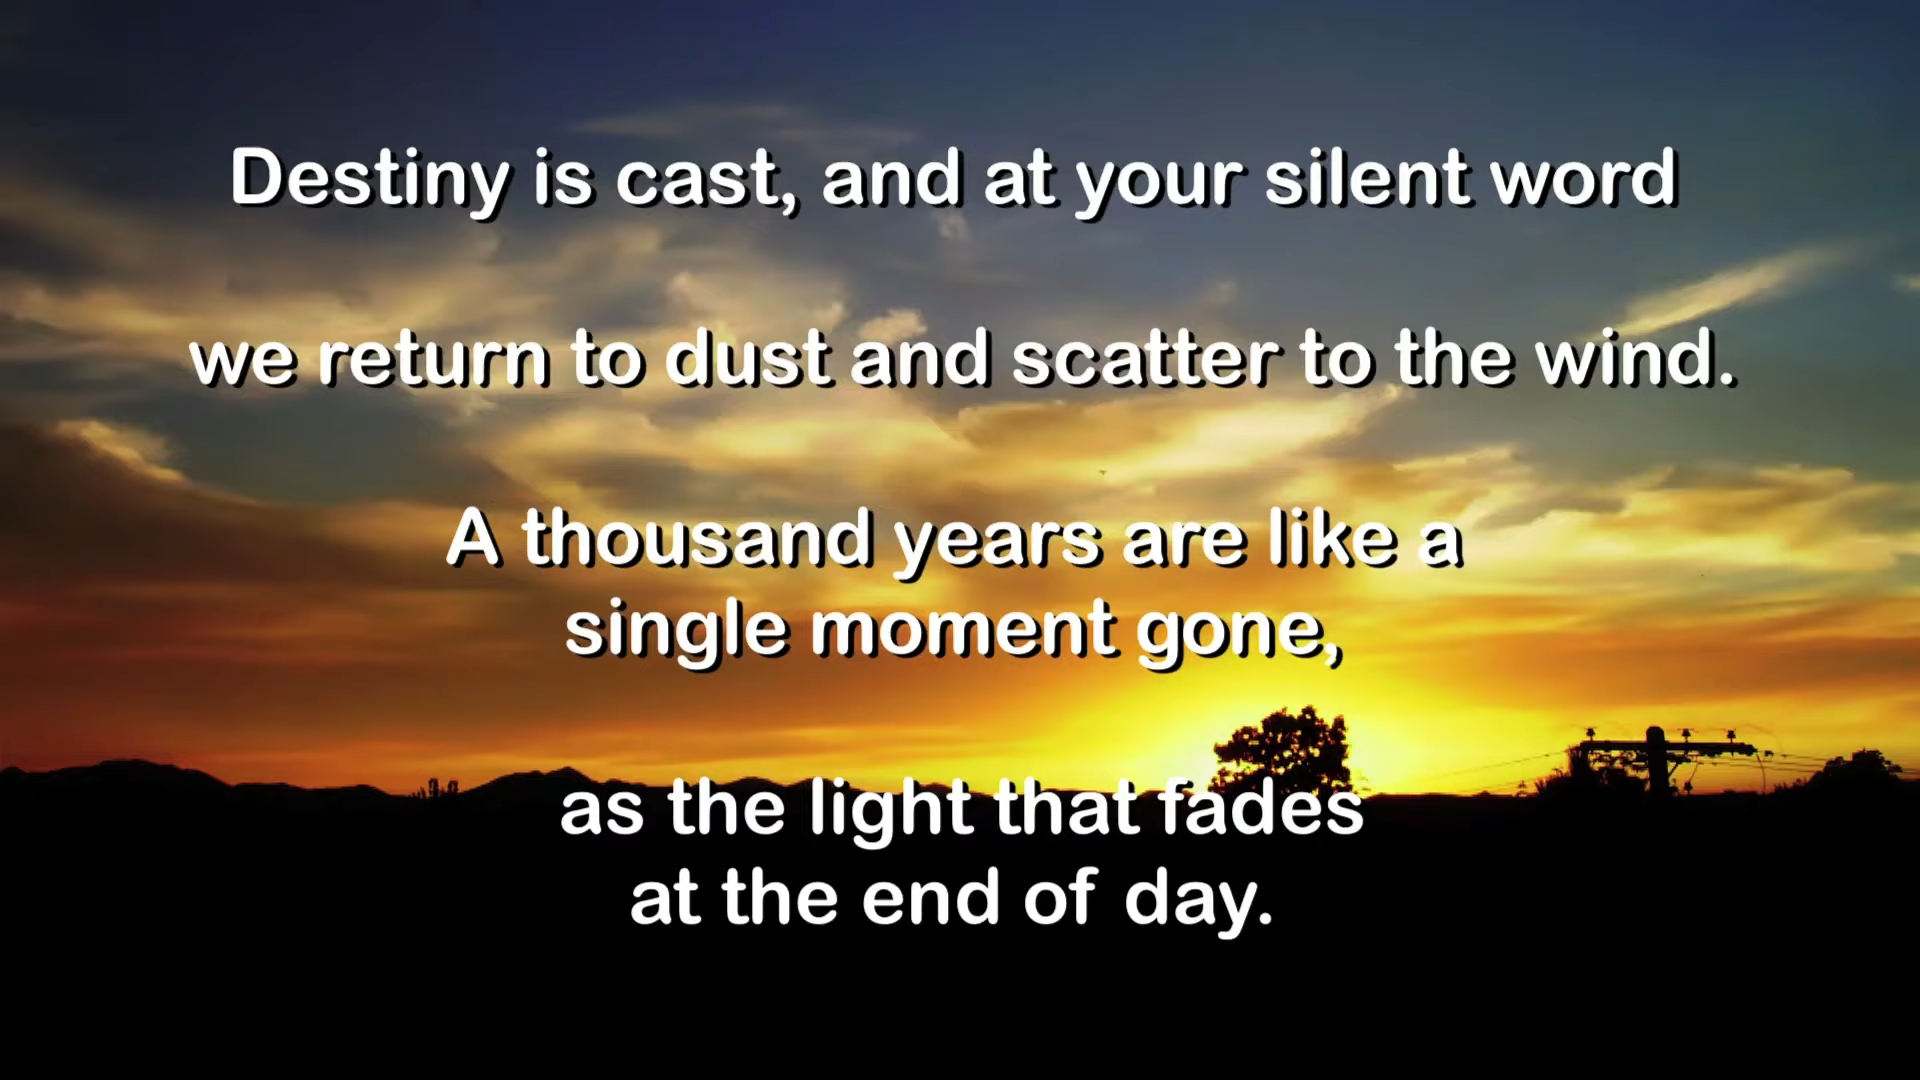 Destiny is cast, and at your silent word
we return to dust and scatter to the wind.
A thousand years are like a
single moment gone,
as the light that fades
at the end of day.